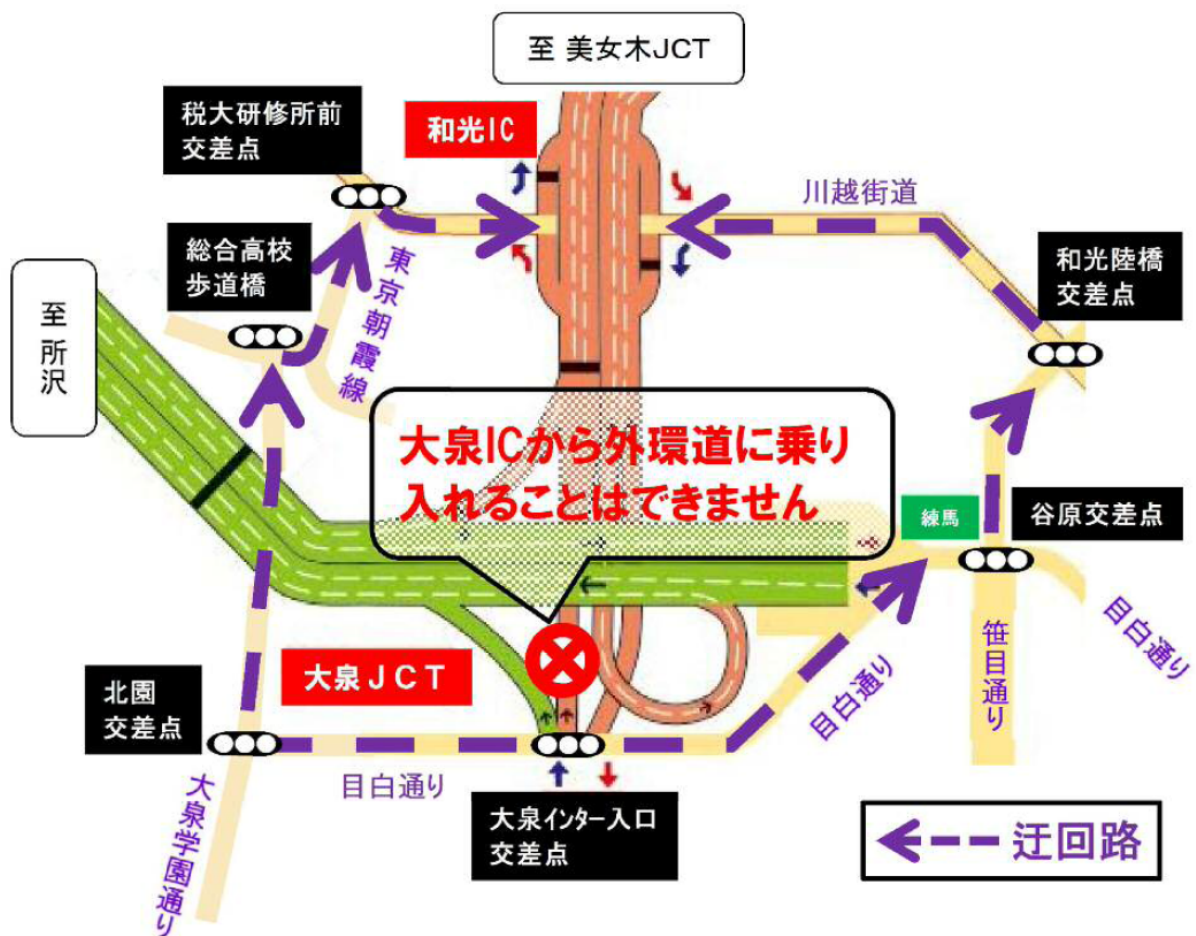 至 美女木JCT
税大研修所前
交差点
和光IC
川越街道
総合高校
歩道橋
東京朝霞線
和光陸橋
交差点
至 所沢
大泉ICから外環道に乗り
入れることはできません
練馬
谷原交差点
目白通り
笹目通り
目白通り
大泉JCT
北園
交差点
目白通り
大泉学園通り
大泉インター入口
交差点
迂回路